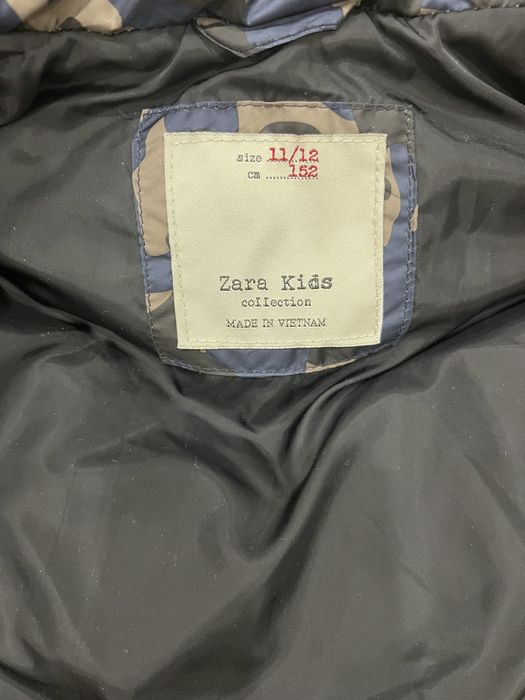 size 11/12
cm ........152
Zara Kids
collection
MADE IN VIETNAM